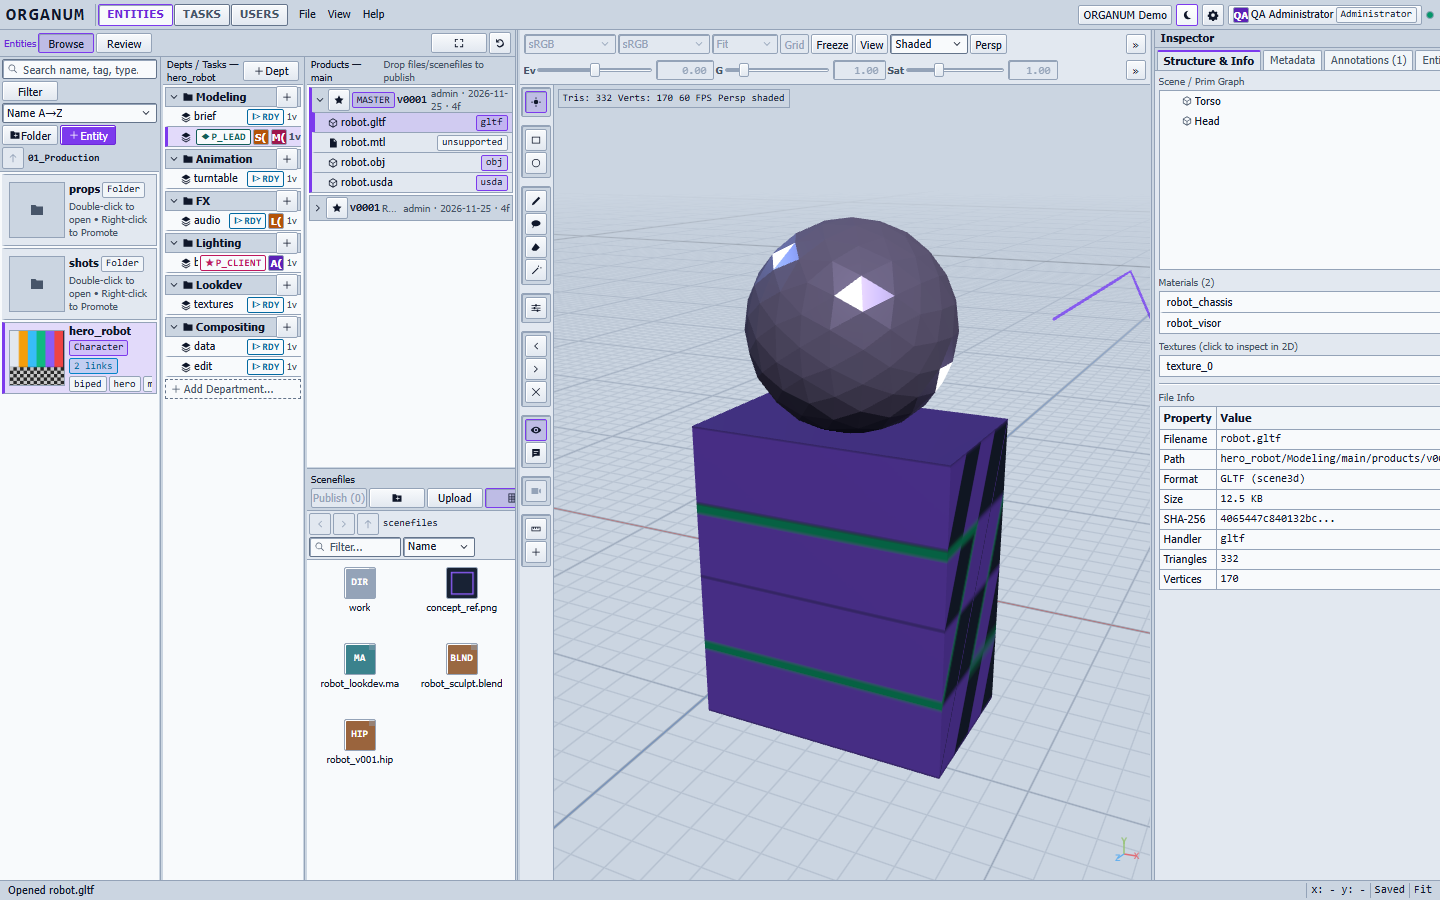 ORGANUM ENTITIES TASKS USERS File View Help ORGANUM Demo QA QA Administrator Administrator
Entities Browse Review
Search name, tag, type.
Filter
Name A→Z
Folder +Entity
01_Production
props Folder
Double-click to open • Right-click to Promote
shots Folder
Double-click to open • Right-click to Promote
hero_robot
Character
2 links
biped hero
Depts / Tasks — hero_robot + Dept
Modeling
brief RDY 1v
P_LEAD S( M( 1v
Animation
turntable RDY 1v
FX
audio RDY L( 1v
Lighting
P_CLIENT A( 1v
Lookdev
textures RDY 1v
Compositing
data RDY 1v
edit RDY 1v
+ Add Department...
Products — main Drop files/scenefiles to publish
MASTER v0001 admin · 2026-11-25 · 4f
robot.gltf gltf
robot.mtl unsupported
robot.obj obj
robot.usda usda
v0001 R... admin · 2026-11-25 · 4f
Scenefiles
Publish (0) Upload
scenefiles
Filter... Name
DIR
work
concept_ref.png
MA
robot_lookdev.ma
BLND
robot_sculpt.blend
HIP
robot_v001.hip
sRGB sRGB Fit Grid Freeze View Shaded Persp »
Ev 0.00 G 1.00 Sat 1.00 »
Tris: 332 Verts: 170 60 FPS Persp shaded
Y
Z X
Inspector
Structure & Info Metadata Annotations (1) Enti
Scene / Prim Graph
Torso
Head
Materials (2)
robot_chassis
robot_visor
Textures (click to inspect in 2D)
texture_0
File Info
Property Value
Filename robot.gltf
Path hero_robot/Modeling/main/products/v00
Format GLTF (scene3d)
Size 12.5 KB
SHA-256 4065447c840132bc...
Handler gltf
Triangles 332
Vertices 170
Opened robot.gltf x: - y: - Saved Fit